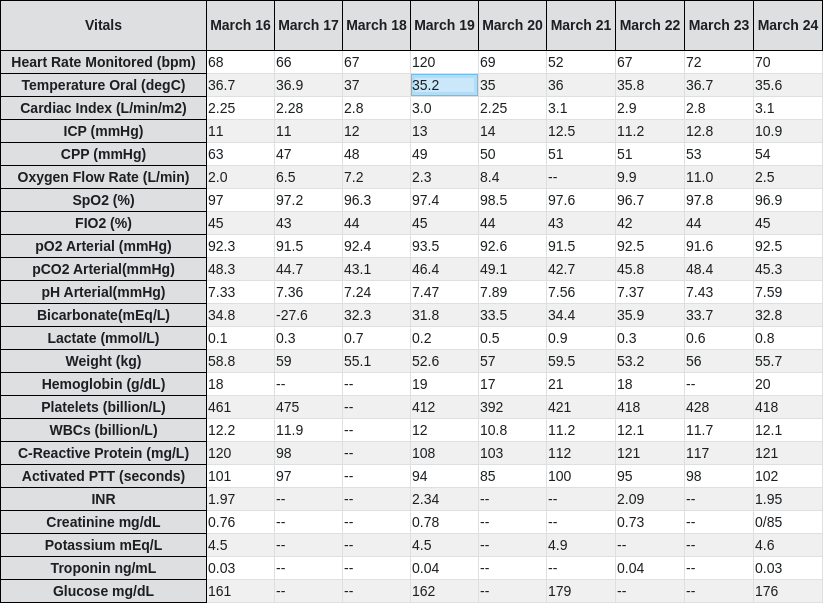 Vitals March 16 March 17 March 18 March 19 March 20 March 21 March 22 March 23 March 24
Heart Rate Monitored (bpm) 68 66 67 120 69 52 67 72 70
Temperature Oral (degC) 36.7 36.9 37 35.2 35 36 35.8 36.7 35.6
Cardiac Index (L/min/m2) 2.25 2.28 2.8 3.0 2.25 3.1 2.9 2.8 3.1
ICP (mmHg) 11 11 12 13 14 12.5 11.2 12.8 10.9
CPP (mmHg) 63 47 48 49 50 51 51 53 54
Oxygen Flow Rate (L/min) 2.0 6.5 7.2 2.3 8.4 -- 9.9 11.0 2.5
SpO2 (%) 97 97.2 96.3 97.4 98.5 97.6 96.7 97.8 96.9
FIO2 (%) 45 43 44 45 44 43 42 44 45
pO2 Arterial (mmHg) 92.3 91.5 92.4 93.5 92.6 91.5 92.5 91.6 92.5
pCO2 Arterial(mmHg) 48.3 44.7 43.1 46.4 49.1 42.7 45.8 48.4 45.3
pH Arterial(mmHg) 7.33 7.36 7.24 7.47 7.89 7.56 7.37 7.43 7.59
Bicarbonate(mEq/L) 34.8 -27.6 32.3 31.8 33.5 34.4 35.9 33.7 32.8
Lactate (mmol/L) 0.1 0.3 0.7 0.2 0.5 0.9 0.3 0.6 0.8
Weight (kg) 58.8 59 55.1 52.6 57 59.5 53.2 56 55.7
Hemoglobin (g/dL) 18 -- -- 19 17 21 18 -- 20
Platelets (billion/L) 461 475 -- 412 392 421 418 428 418
WBCs (billion/L) 12.2 11.9 -- 12 10.8 11.2 12.1 11.7 12.1
C-Reactive Protein (mg/L) 120 98 -- 108 103 112 121 117 121
Activated PTT (seconds) 101 97 -- 94 85 100 95 98 102
INR 1.97 -- -- 2.34 -- -- 2.09 -- 1.95
Creatinine mg/dL 0.76 -- -- 0.78 -- -- 0.73 -- 0/85
Potassium mEq/L 4.5 -- -- 4.5 -- 4.9 -- -- 4.6
Troponin ng/mL 0.03 -- -- 0.04 -- -- 0.04 -- 0.03
Glucose mg/dL 161 -- -- 162 -- 179 -- -- 176